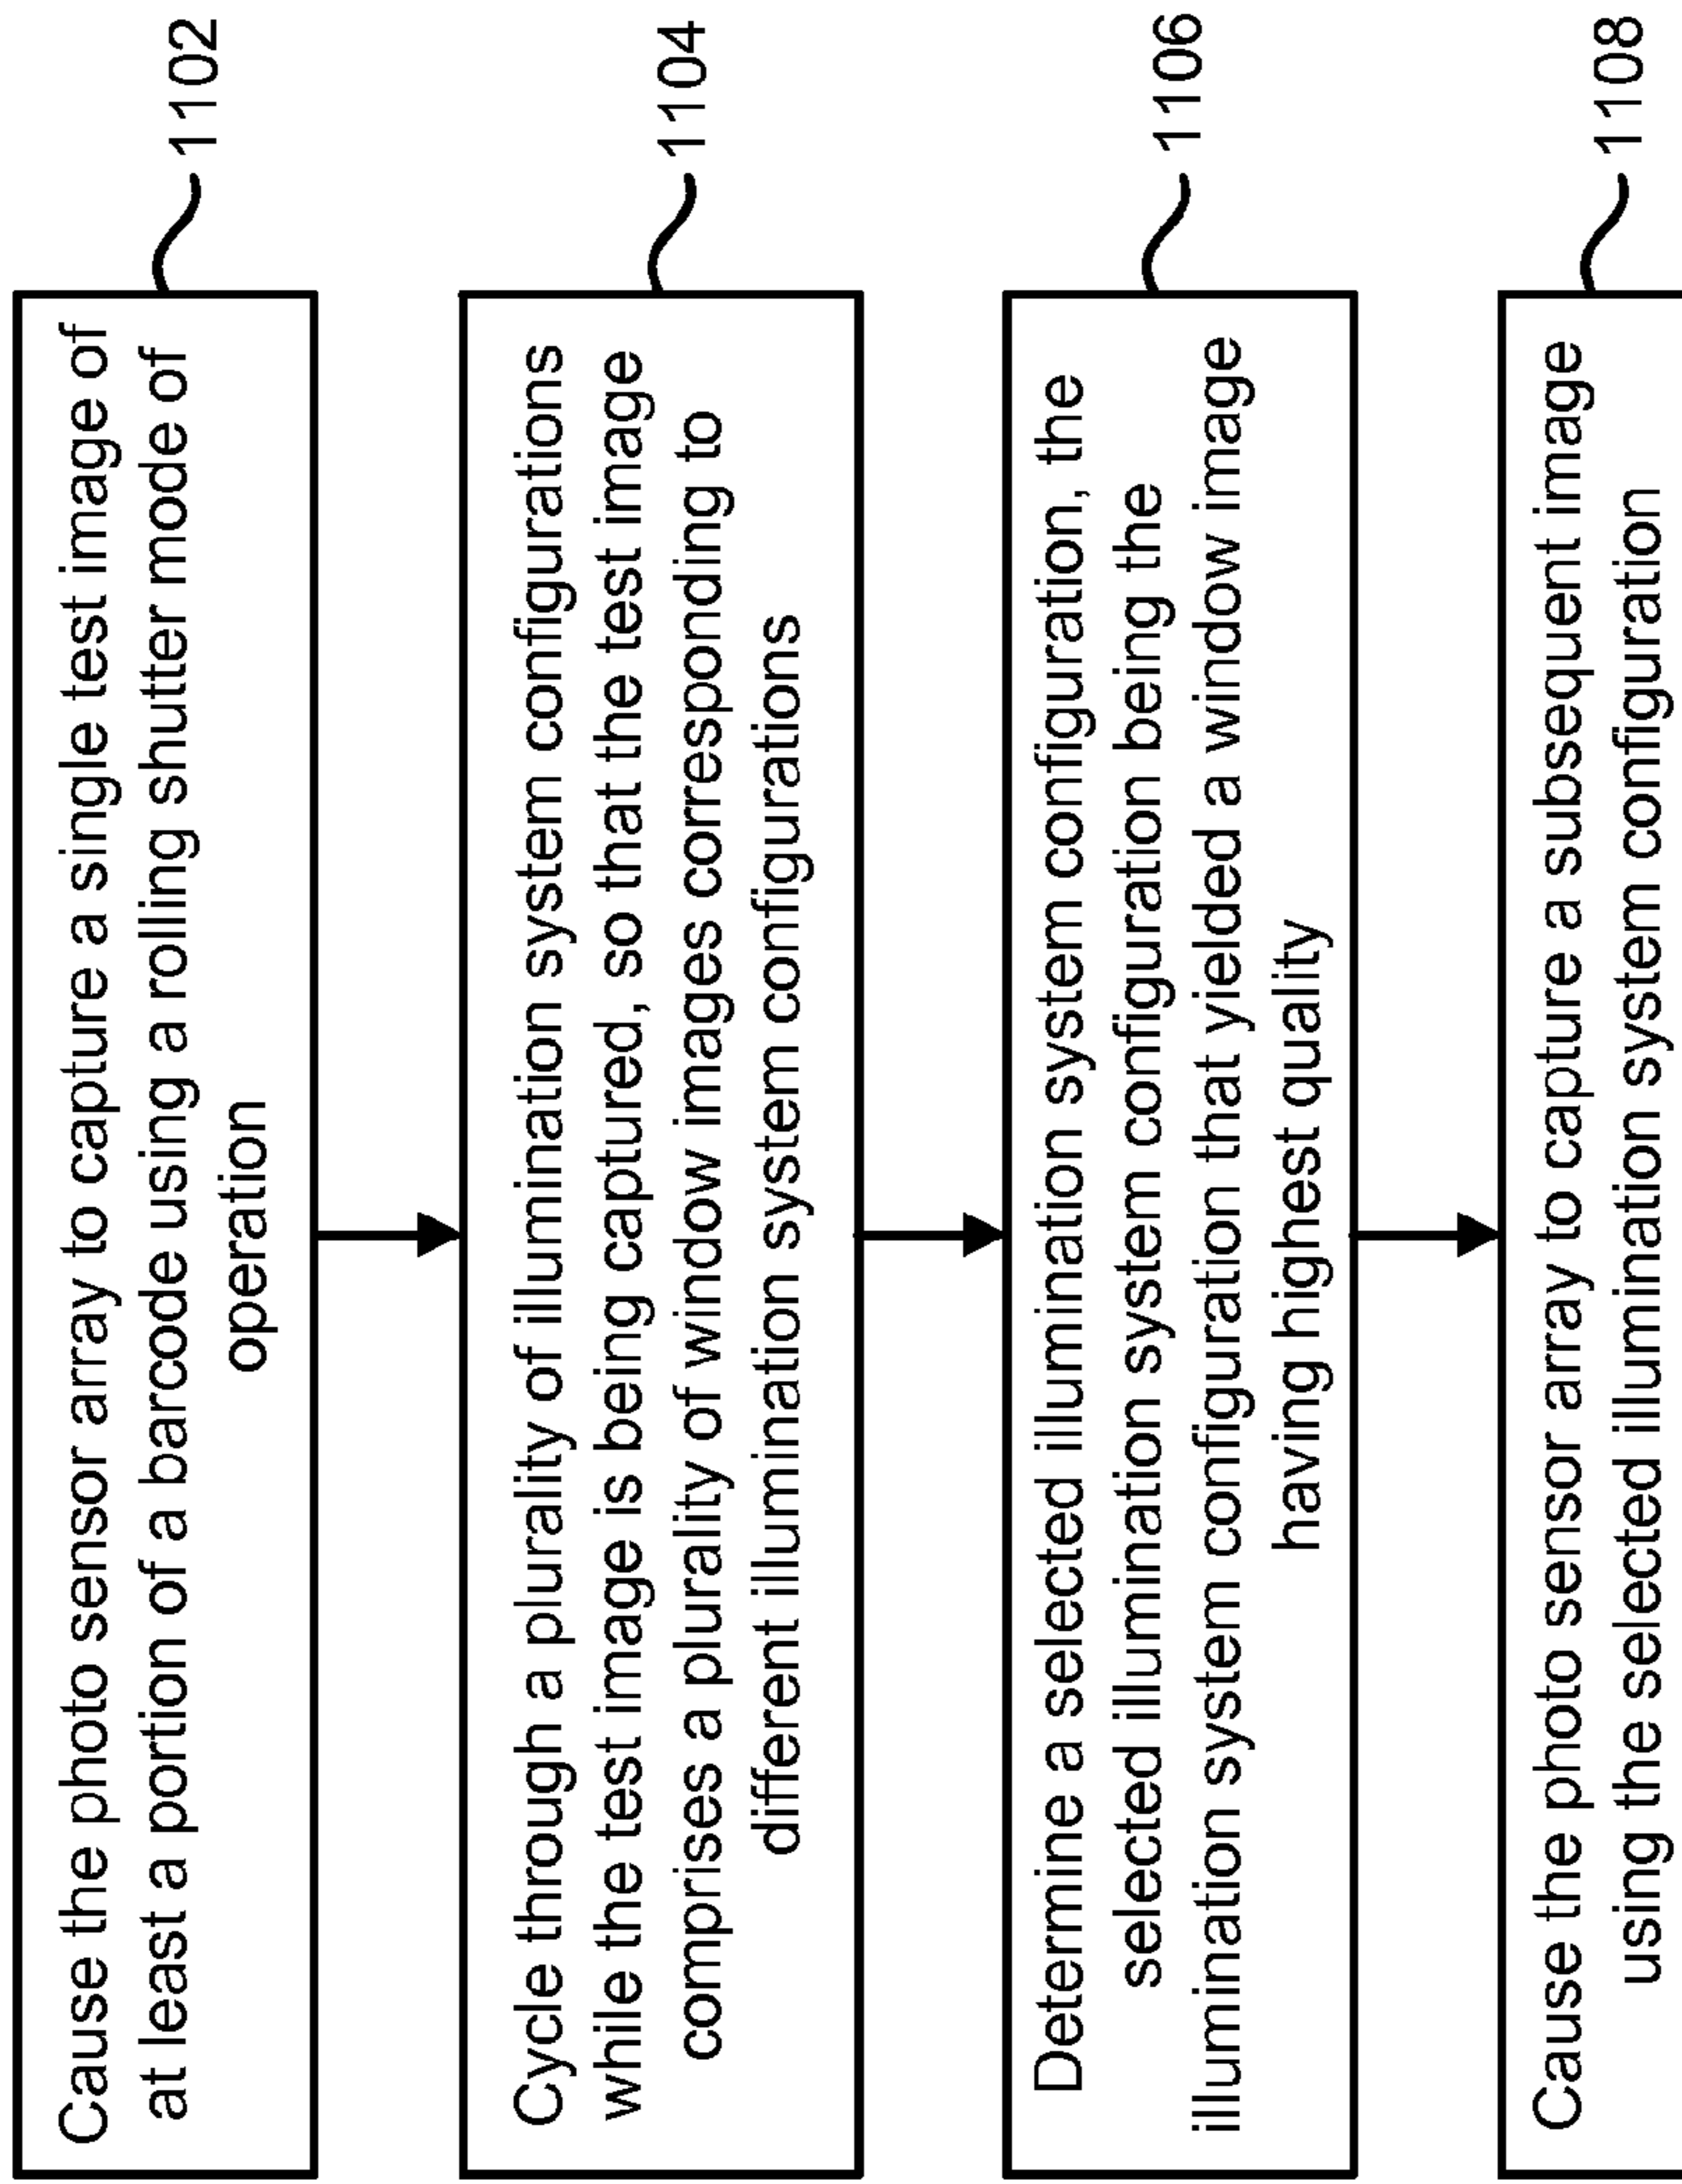 Cause the photo sensor array to capture a single test image of
at least a portion of a barcode using a rolling shutter mode of
operation
1102
Cycle through a plurality of illumination system configurations
while the test image is being captured, so that the test image
comprises a plurality of window images corresponding to
different illumination system configurations
1104
Determine a selected illumination system configuration, the
selected illumination system configuration being the
illumination system configuration that yielded a window image
having highest quality
1106
Cause the photo sensor array to capture a subsequent image
using the selected illumination system configuration
1108